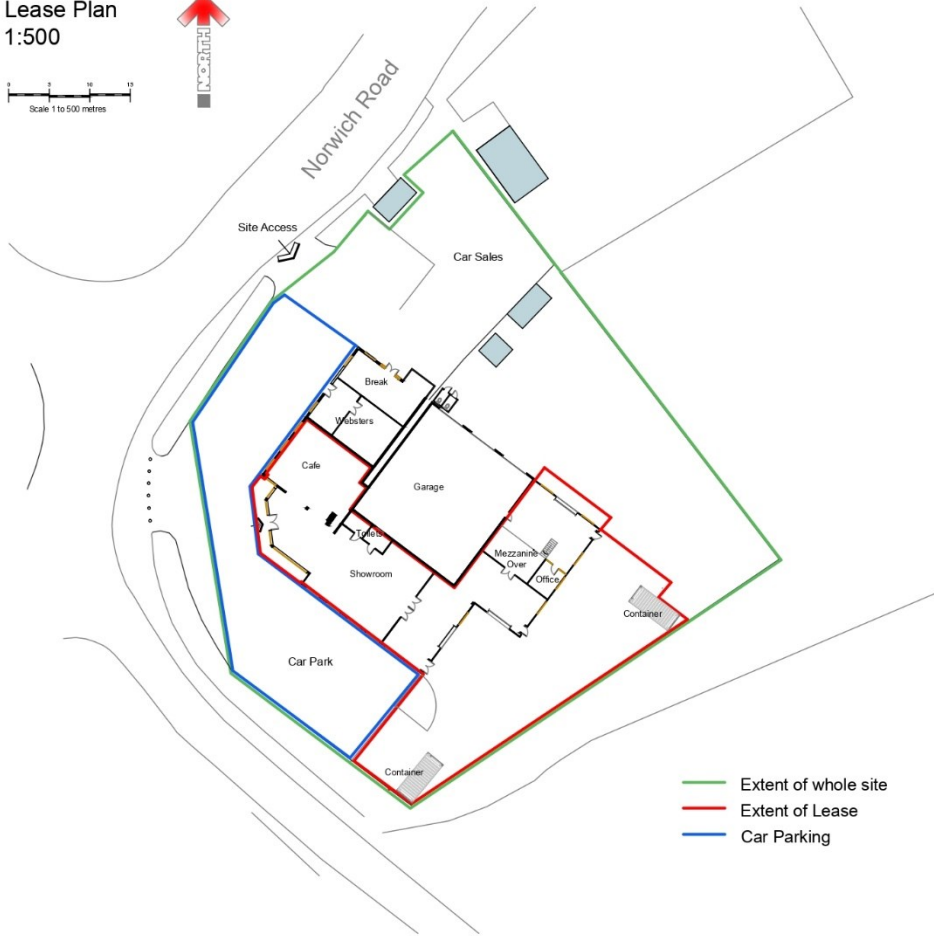 Lease Plan
1:500
NORTH
0 5 10 15
Scale 1 to 500 metres
Norwich Road
Site Access
Car Sales
Break
Websters
Cafe
Garage
Toilets
Mezzanine
Over
Showroom
Office
Container
Car Park
Container
Extent of whole site
Extent of Lease
Car Parking